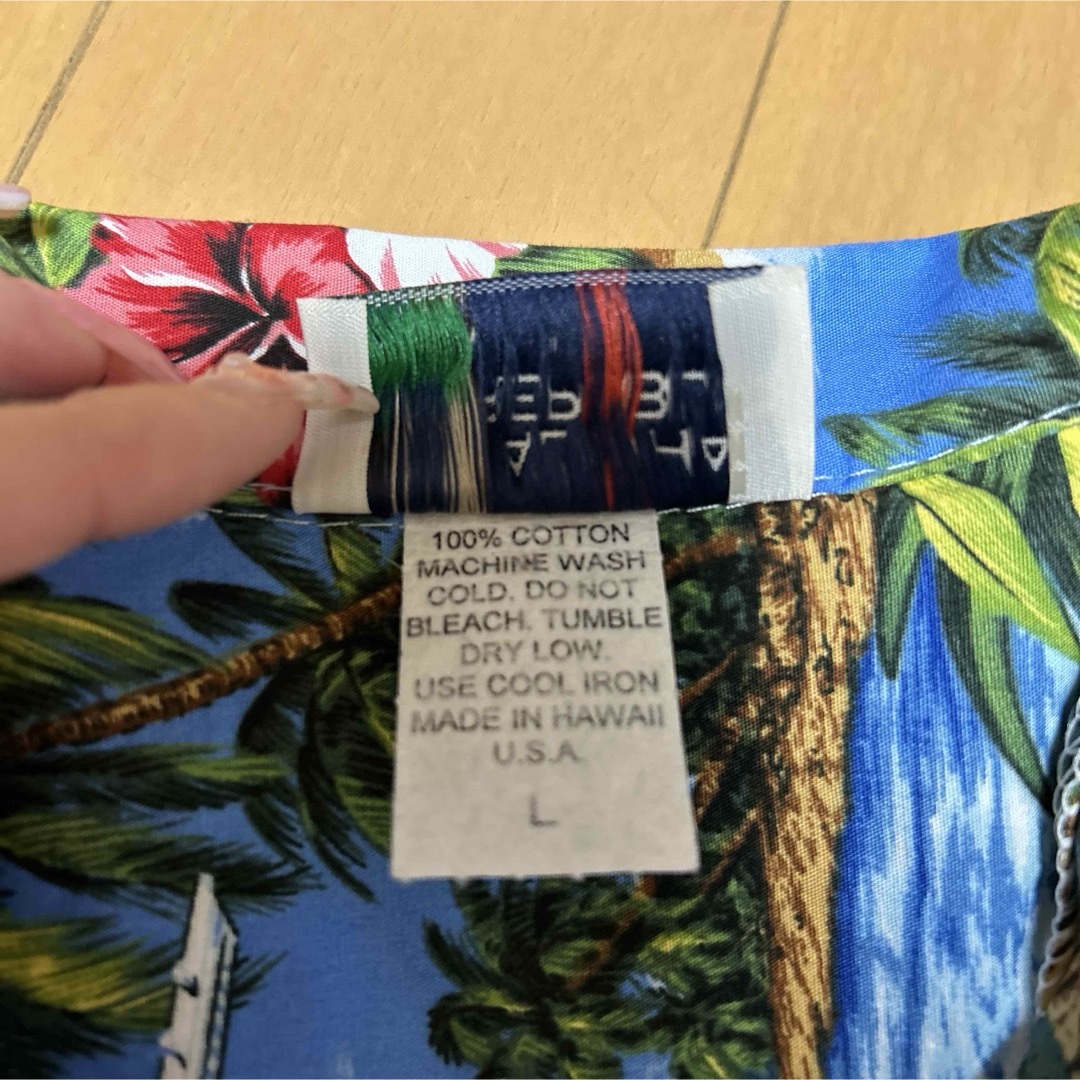 100% COTTON
MACHINE WASH
COLD. DO NOT
BLEACH. TUMBLE
DRY LOW.
USE COOL IRON
MADE IN HAWAII
U.S.A.
L